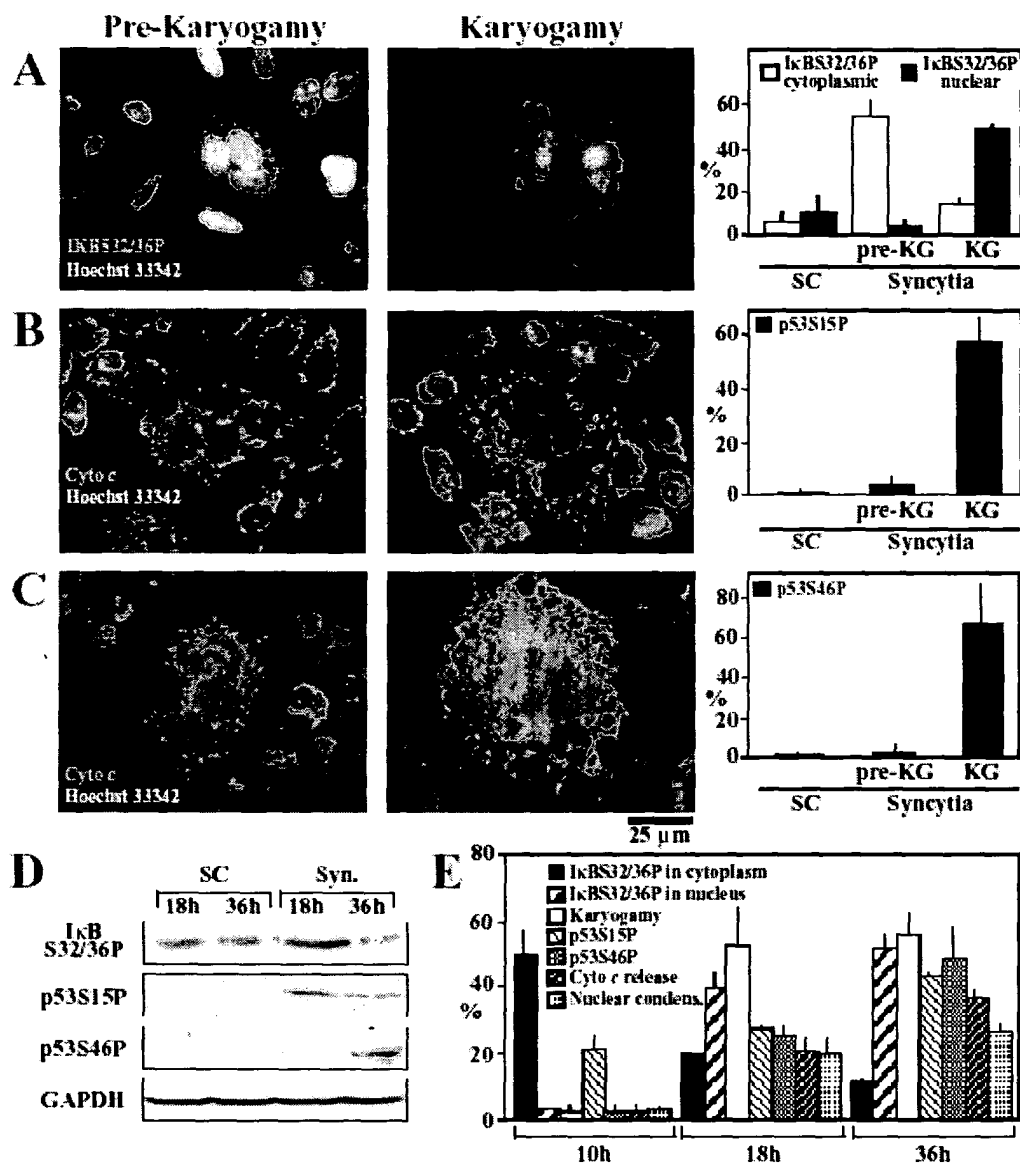 Pre-Karyogamy Karyogamy
A
IκBS32/36P
Hoechst 33342
IκBS32/36P cytoplasmic
IκBS32/36P nuclear
60
40
%
20
0
pre-KG KG
SC Syncytia
B
Cyto c
Hoechst 33342
p53S15P
60
40
%
20
0
pre-KG KG
SC Syncytia
C
Cyto c
Hoechst 33342
p53S46P
80
60
%
40
20
0
pre-KG KG
SC Syncytia
25 µm
D
SC Syn.
18h 36h 18h 36h
IκB
S32/36P
p53S15P
p53S46P
GAPDH
E
80
60
40
%
20
0
IκBS32/36P in cytoplasm
IκBS32/36P in nucleus
Karyogamy
p53S15P
p53S46P
Cyto c release
Nuclear condens.
10h 18h 36h